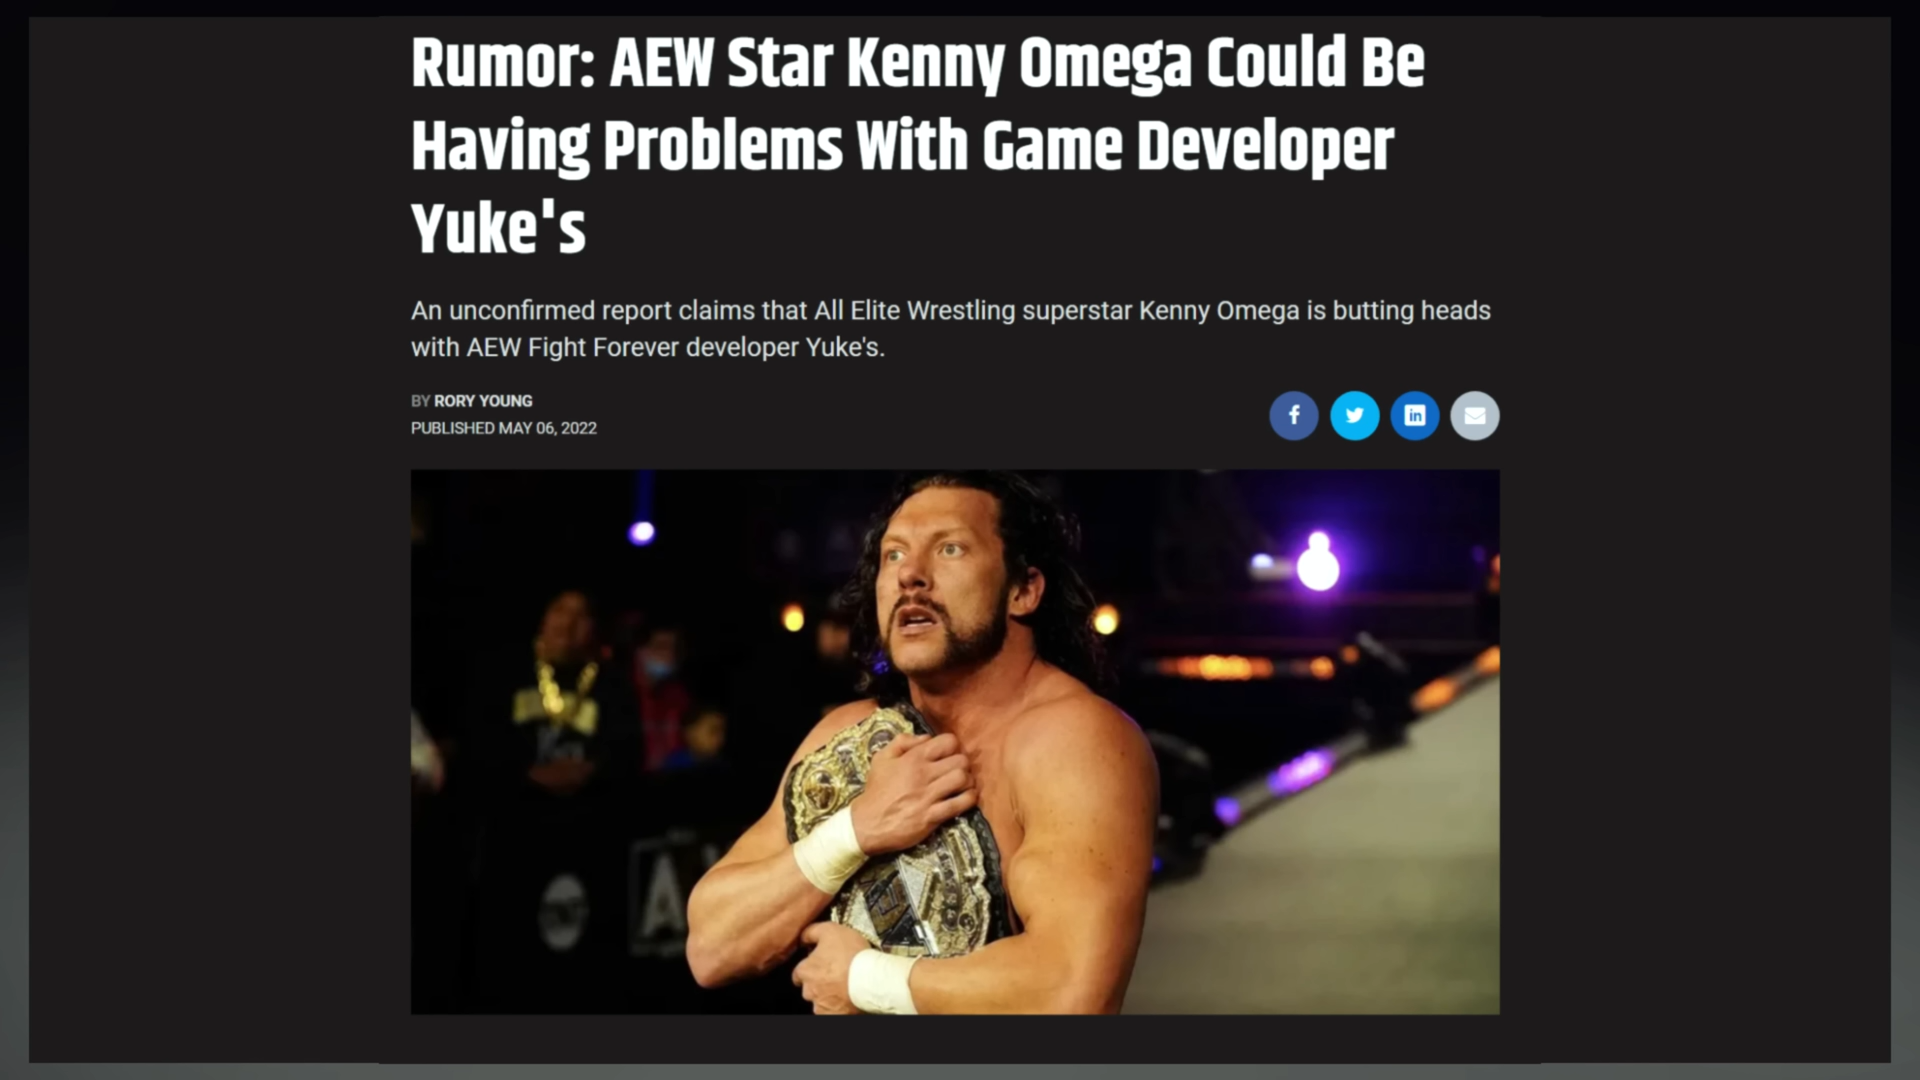 Rumor: AEW Star Kenny Omega Could Be
Having Problems With Game Developer
Yuke's
An unconfirmed report claims that All Elite Wrestling superstar Kenny Omega is butting heads
with AEW Fight Forever developer Yuke's.
BY RORY YOUNG
PUBLISHED MAY 06, 2022
f
in